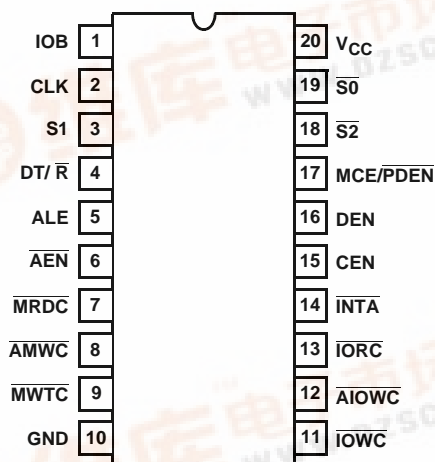 IOB 1 20 VCC
CLK 2 19 S0
S1 3 18 S2
DT/ R 4 17 MCE/PDEN
ALE 5 16 DEN
AEN 6 15 CEN
MRDC 7 14 INTA
AMWC 8 13 IORC
MWTC 9 12 AIOWC
GND 10 11 IOWC